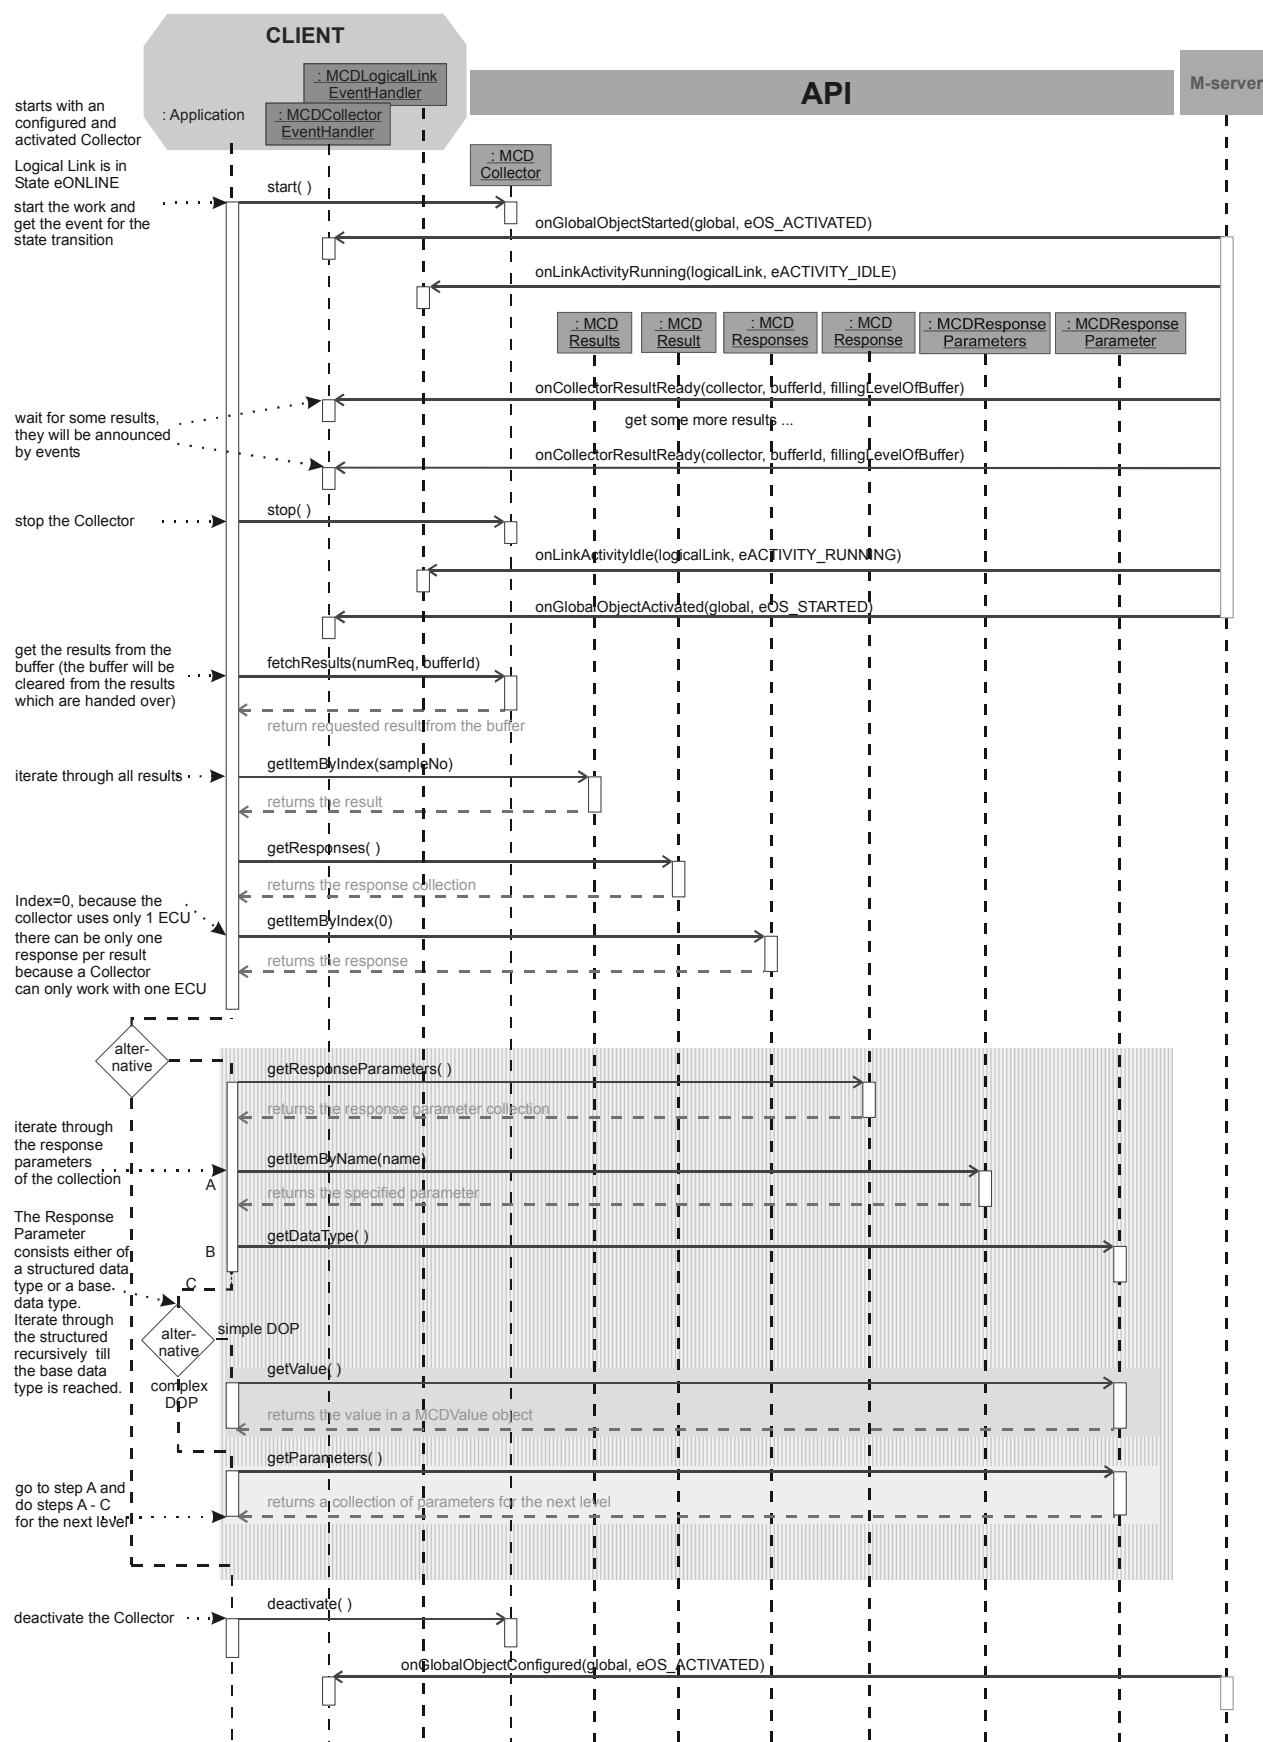 CLIENT
: MCDLogicalLink
EventHandler
API
M-server
starts with an
configured and
activated Collector
: Application
: MCDCollector
EventHandler
Logical Link is in
State eONLINE
: MCD
Collector
start the work and
get the event for the
state transition
start( )
onGlobalObjectStarted(global, eOS_ACTIVATED)
onLinkActivityRunning(logicalLink, eACTIVITY_IDLE)
: MCD
Results
: MCD
Result
: MCD
Responses
: MCD
Response
: MCDResponse
Parameters
: MCDResponse
Parameter
onCollectorResultReady(collector, bufferId, fillingLevelOfBuffer)
wait for some results,
they will be announced
by events
get some more results ...
onCollectorResultReady(collector, bufferId, fillingLevelOfBuffer)
stop the Collector
stop( )
onLinkActivityIdle(logicalLink, eACTIVITY_RUNNING)
onGlobalObjectActivated(global, eOS_STARTED)
get the results from the
buffer (the buffer will be
cleared from the results
which are handed over)
fetchResults(numReq, bufferId)
return requested result from the buffer
iterate through all results
getItemByIndex(sampleNo)
returns the result
getResponses( )
returns the response collection
Index=0, because the
collector uses only 1 ECU
there can be only one
response per result
because a Collector
can only work with one ECU
getItemByIndex(0)
returns the response
alter-
native
getResponseParameters( )
returns the response parameter collection
iterate through
the response
parameters
of the collection
A
getItemByName(name)
returns the specified parameter
The Response
Parameter
consists either of
a structured data
type or a base
data type.
Iterate through
the structured
recursively till
the base data
type is reached.
B
getDataType( )
C
alter-
native
simple DOP
complex
DOP
getValue( )
returns the value in a MCDValue object
getParameters( )
returns a collection of parameters for the next level
go to step A and
do steps A - C
for the next level
deactivate the Collector
deactivate( )
onGlobalObjectConfigured(global, eOS_ACTIVATED)